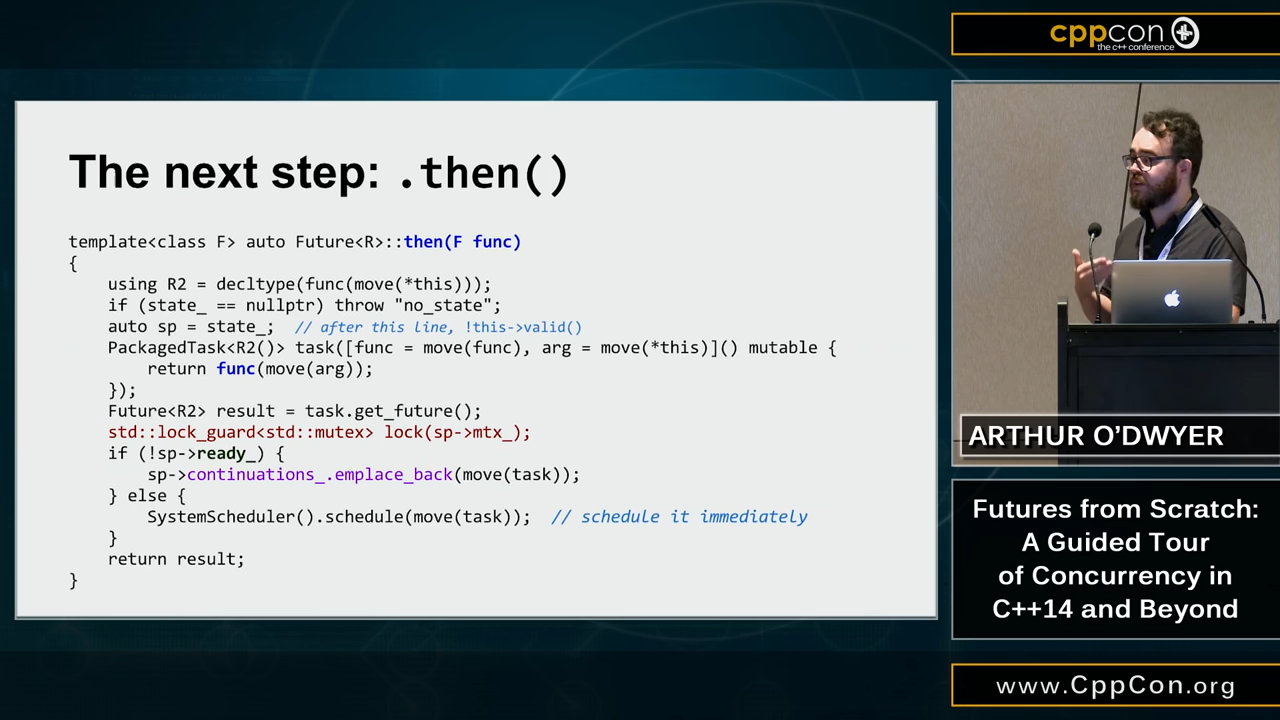 The next step: .then()
template<class F> auto Future<R>::then(F func)
{
    using R2 = decltype(func(move(*this)));
    if (state_ == nullptr) throw "no_state";
    auto sp = state_;  // after this line, !this->valid()
    PackagedTask<R2()> task([func = move(func), arg = move(*this)]() mutable {
        return func(move(arg));
    });
    Future<R2> result = task.get_future();
    std::lock_guard<std::mutex> lock(sp->mtx_);
    if (!sp->ready_) {
        sp->continuations_.emplace_back(move(task));
    } else {
        SystemScheduler().schedule(move(task));  // schedule it immediately
    }
    return result;
}
cppcon
the c++ conference
ARTHUR O'DWYER
Futures from Scratch:
A Guided Tour
of Concurrency in
C++14 and Beyond
www.CppCon.org